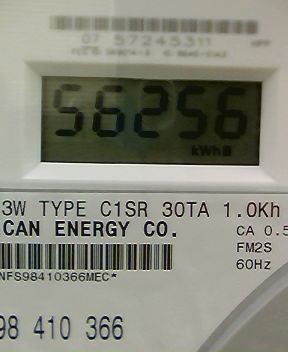 07 57245311
56256
kWh
3W TYPE C1SR 30TA 1.0Kh
CAN ENERGY CO.
CA 0.5
FM2S
60Hz
NFS98410366MEC*
98 410 366